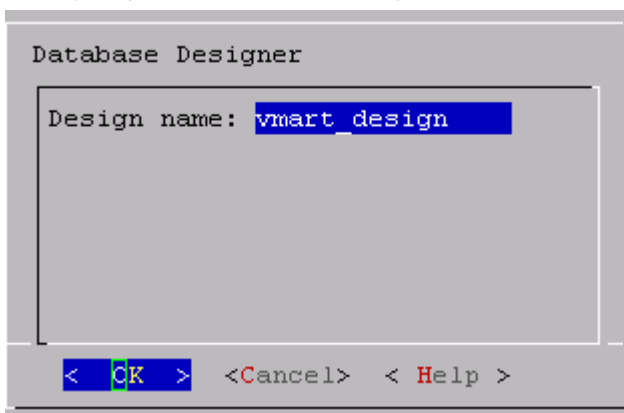 Database Designer
Design name: vmart_design
< OK > <Cancel> < Help >